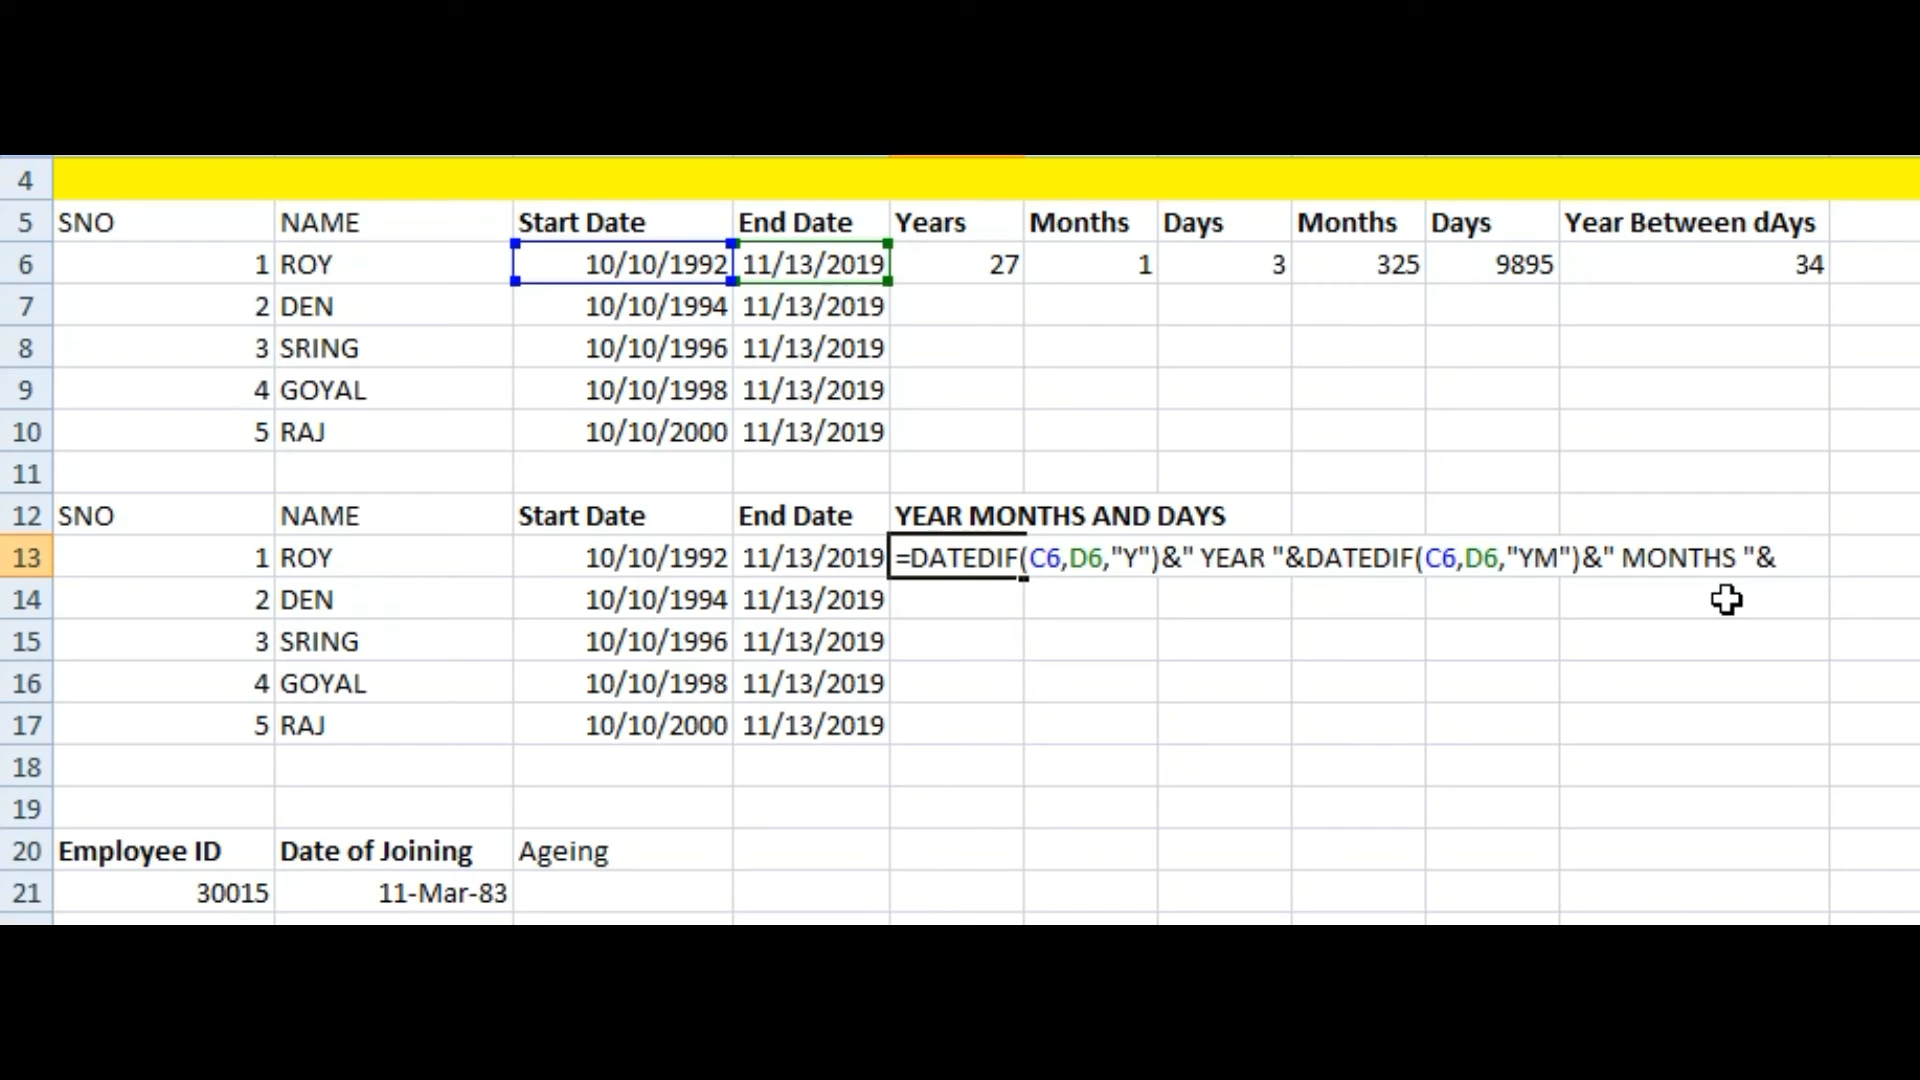 4
5 SNO NAME Start Date End Date Years Months Days Months Days Year Between dAys
6 1 ROY 10/10/1992 11/13/2019 27 1 3 325 9895 34
7 2 DEN 10/10/1994 11/13/2019
8 3 SRING 10/10/1996 11/13/2019
9 4 GOYAL 10/10/1998 11/13/2019
10 5 RAJ 10/10/2000 11/13/2019
11
12 SNO NAME Start Date End Date YEAR MONTHS AND DAYS
13 1 ROY 10/10/1992 11/13/2019 =DATEDIF(C6,D6,"Y")&" YEAR "&DATEDIF(C6,D6,"YM")&" MONTHS "&
14 2 DEN 10/10/1994 11/13/2019
15 3 SRING 10/10/1996 11/13/2019
16 4 GOYAL 10/10/1998 11/13/2019
17 5 RAJ 10/10/2000 11/13/2019
18
19
20 Employee ID Date of Joining Ageing
21 30015 11-Mar-83